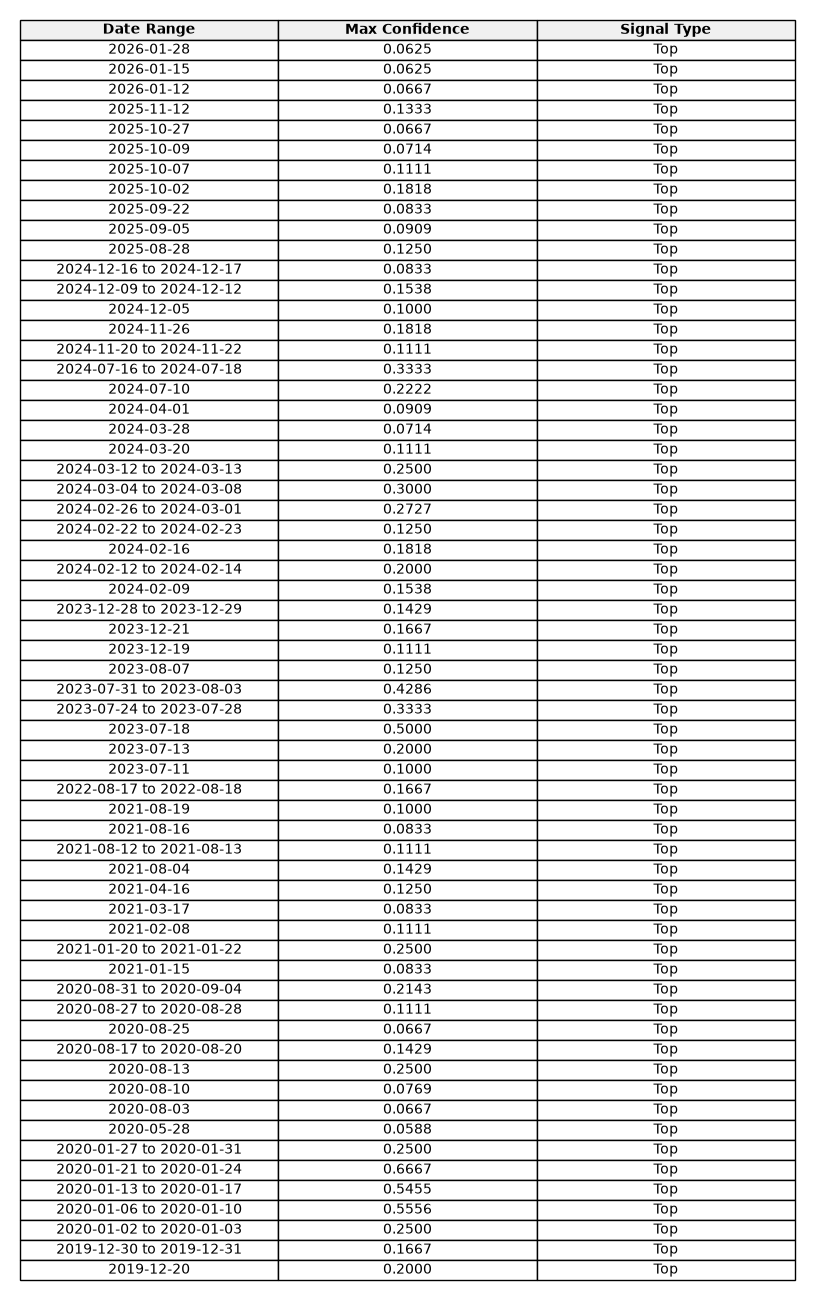 Date Range Max Confidence Signal Type
2026-01-28 0.0625 Top
2026-01-15 0.0625 Top
2026-01-12 0.0667 Top
2025-11-12 0.1333 Top
2025-10-27 0.0667 Top
2025-10-09 0.0714 Top
2025-10-07 0.1111 Top
2025-10-02 0.1818 Top
2025-09-22 0.0833 Top
2025-09-05 0.0909 Top
2025-08-28 0.1250 Top
2024-12-16 to 2024-12-17 0.0833 Top
2024-12-09 to 2024-12-12 0.1538 Top
2024-12-05 0.1000 Top
2024-11-26 0.1818 Top
2024-11-20 to 2024-11-22 0.1111 Top
2024-07-16 to 2024-07-18 0.3333 Top
2024-07-10 0.2222 Top
2024-04-01 0.0909 Top
2024-03-28 0.0714 Top
2024-03-20 0.1111 Top
2024-03-12 to 2024-03-13 0.2500 Top
2024-03-04 to 2024-03-08 0.3000 Top
2024-02-26 to 2024-03-01 0.2727 Top
2024-02-22 to 2024-02-23 0.1250 Top
2024-02-16 0.1818 Top
2024-02-12 to 2024-02-14 0.2000 Top
2024-02-09 0.1538 Top
2023-12-28 to 2023-12-29 0.1429 Top
2023-12-21 0.1667 Top
2023-12-19 0.1111 Top
2023-08-07 0.1250 Top
2023-07-31 to 2023-08-03 0.4286 Top
2023-07-24 to 2023-07-28 0.3333 Top
2023-07-18 0.5000 Top
2023-07-13 0.2000 Top
2023-07-11 0.1000 Top
2022-08-17 to 2022-08-18 0.1667 Top
2021-08-19 0.1000 Top
2021-08-16 0.0833 Top
2021-08-12 to 2021-08-13 0.1111 Top
2021-08-04 0.1429 Top
2021-04-16 0.1250 Top
2021-03-17 0.0833 Top
2021-02-08 0.1111 Top
2021-01-20 to 2021-01-22 0.2500 Top
2021-01-15 0.0833 Top
2020-08-31 to 2020-09-04 0.2143 Top
2020-08-27 to 2020-08-28 0.1111 Top
2020-08-25 0.0667 Top
2020-08-17 to 2020-08-20 0.1429 Top
2020-08-13 0.2500 Top
2020-08-10 0.0769 Top
2020-08-03 0.0667 Top
2020-05-28 0.0588 Top
2020-01-27 to 2020-01-31 0.2500 Top
2020-01-21 to 2020-01-24 0.6667 Top
2020-01-13 to 2020-01-17 0.5455 Top
2020-01-06 to 2020-01-10 0.5556 Top
2020-01-02 to 2020-01-03 0.2500 Top
2019-12-30 to 2019-12-31 0.1667 Top
2019-12-20 0.2000 Top